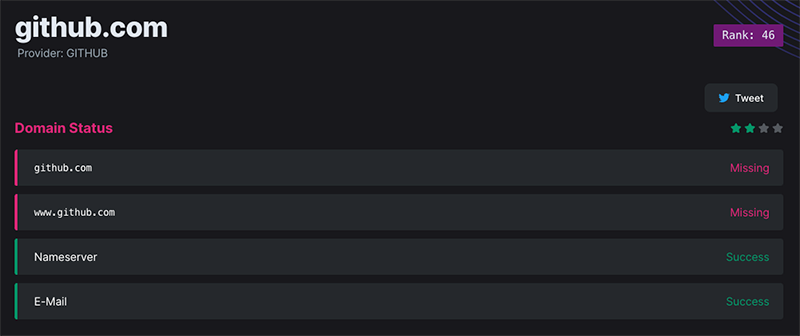 github.com
Rank: 46
Provider: GITHUB
Tweet
Domain Status
github.com Missing
www.github.com Missing
Nameserver Success
E-Mail Success